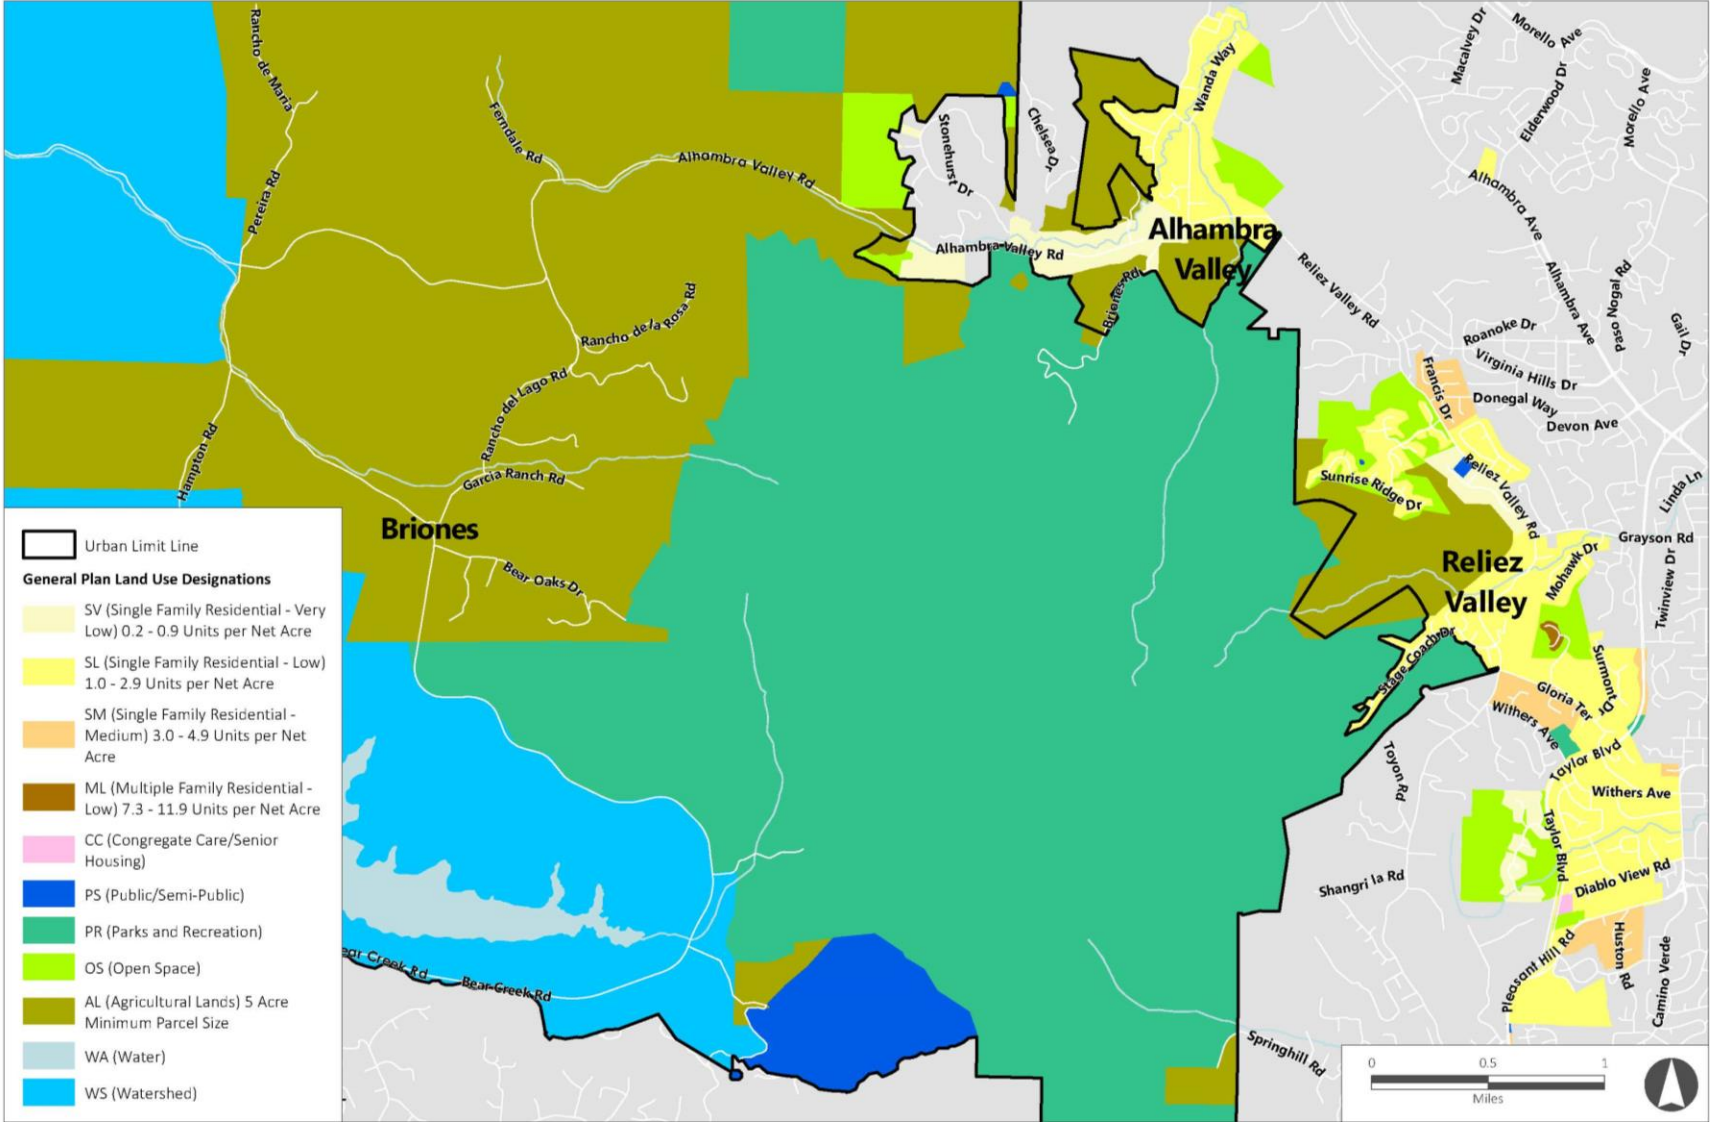 Rancho de Maria
Pereira Rd
Hampton Rd
Ferndale Rd
Alhambra Valley Rd
Rancho de la Rosa Rd
Rancho del Lago Rd
Garcia Ranch Rd
Briones
Bear Oaks Dr
Stonehurst Dr
Chelsea Dr
Wanda Way
Alhambra Valley Rd
Alhambra
Valley
Briones Rd
Macalvey Dr
Morello Ave
Elderwood Dr
Morello Ave
Alhambra Ave
Reliez Valley Rd
Alhambra Ave
Paso Nogal Rd
Gail Dr
Roanoke Dr
Virginia Hills Dr
Francis Dr
Donegal Way
Devon Ave
Sunrise Ridge Dr
Reliez Valley Rd
Linda Ln
Grayson Rd
Reliez
Valley
Mohawk Dr
Twinview Dr
Stage Coach Dr
Surmont Dr
Gloria Ter
Withers Ave
Taylor Blvd
Toyon Rd
Withers Ave
Taylor Blvd
Shangri la Rd
Diablo View Rd
Pleasant Hill Rd
Huston Rd
Camino Verde
Springhill Rd
ear Creek Rd
Bear Creek Rd
Urban Limit Line
General Plan Land Use Designations
SV (Single Family Residential - Very
Low) 0.2 - 0.9 Units per Net Acre
SL (Single Family Residential - Low)
1.0 - 2.9 Units per Net Acre
SM (Single Family Residential -
Medium) 3.0 - 4.9 Units per Net
Acre
ML (Multiple Family Residential -
Low) 7.3 - 11.9 Units per Net Acre
CC (Congregate Care/Senior
Housing)
PS (Public/Semi-Public)
PR (Parks and Recreation)
OS (Open Space)
AL (Agricultural Lands) 5 Acre
Minimum Parcel Size
WA (Water)
WS (Watershed)
0 0.5 1
Miles